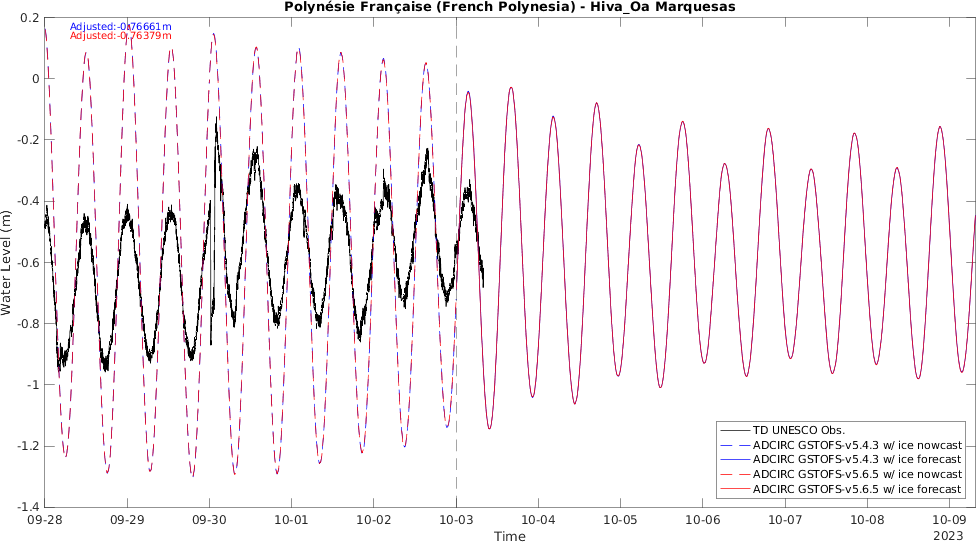 Polynésie Française (French Polynesia) - Hiva_Oa Marquesas
Adjusted:-0.76661m
Adjusted:-0.76379m
Water Level (m)
0.2
0
-0.2
-0.4
-0.6
-0.8
-1
-1.2
-1.4
TD UNESCO Obs.
ADCIRC GSTOFS-v5.4.3 w/ ice nowcast
ADCIRC GSTOFS-v5.4.3 w/ ice forecast
ADCIRC GSTOFS-v5.6.5 w/ ice nowcast
ADCIRC GSTOFS-v5.6.5 w/ ice forecast
09-28 09-29 09-30 10-01 10-02 10-03 10-04 10-05 10-06 10-07 10-08 10-09
2023
Time